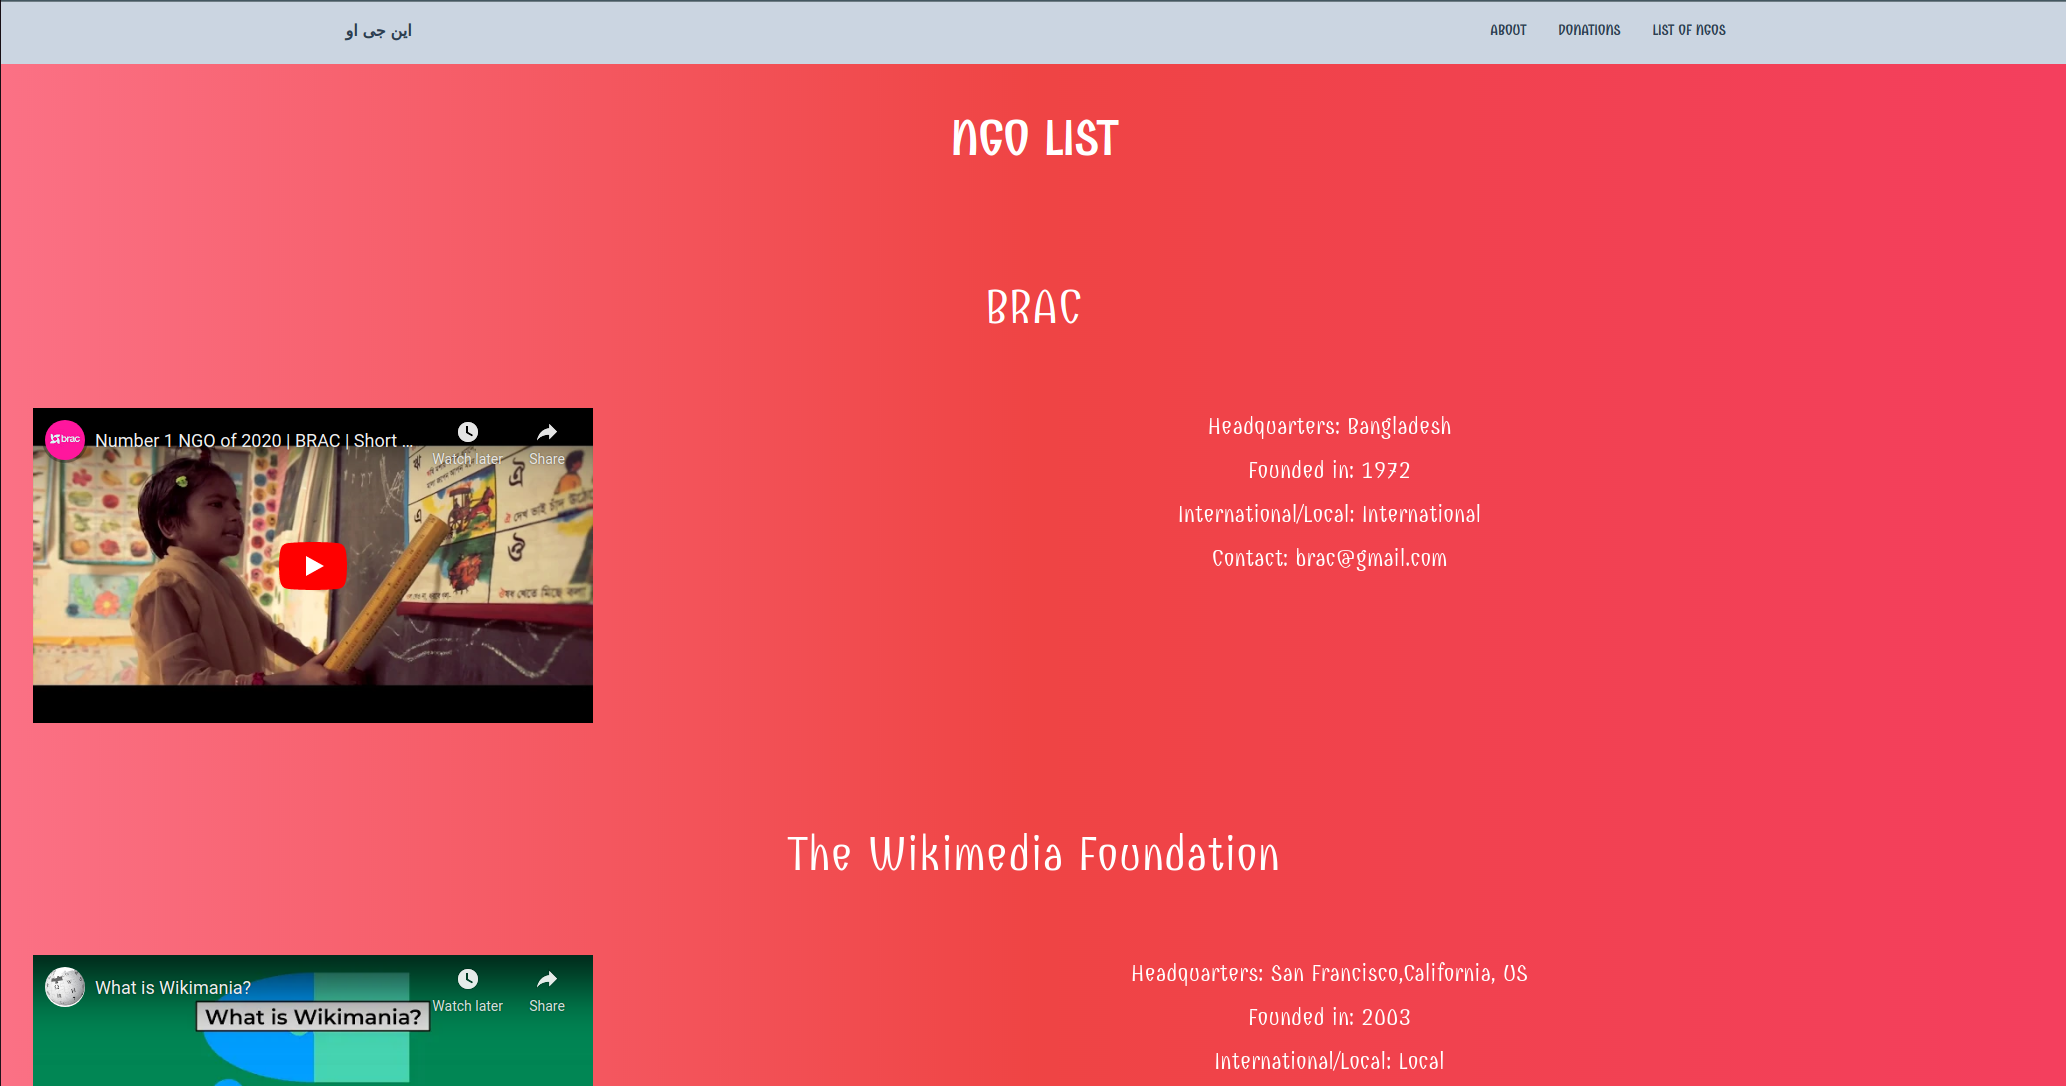 این جی او
ABOUT DONATIONS LIST OF NGOS
NGO LIST
BRAC
brac Number 1 NGO of 2020 | BRAC | Short ...
Watch later Share
ঐ
এ
ঔ
Headquarters: Bangladesh
Founded in: 1972
International/Local: International
Contact: brac@gmail.com
The Wikimedia Foundation
What is Wikimania?
Watch later Share
What is Wikimania?
Headquarters: San Francisco,California, US
Founded in: 2003
International/Local: Local